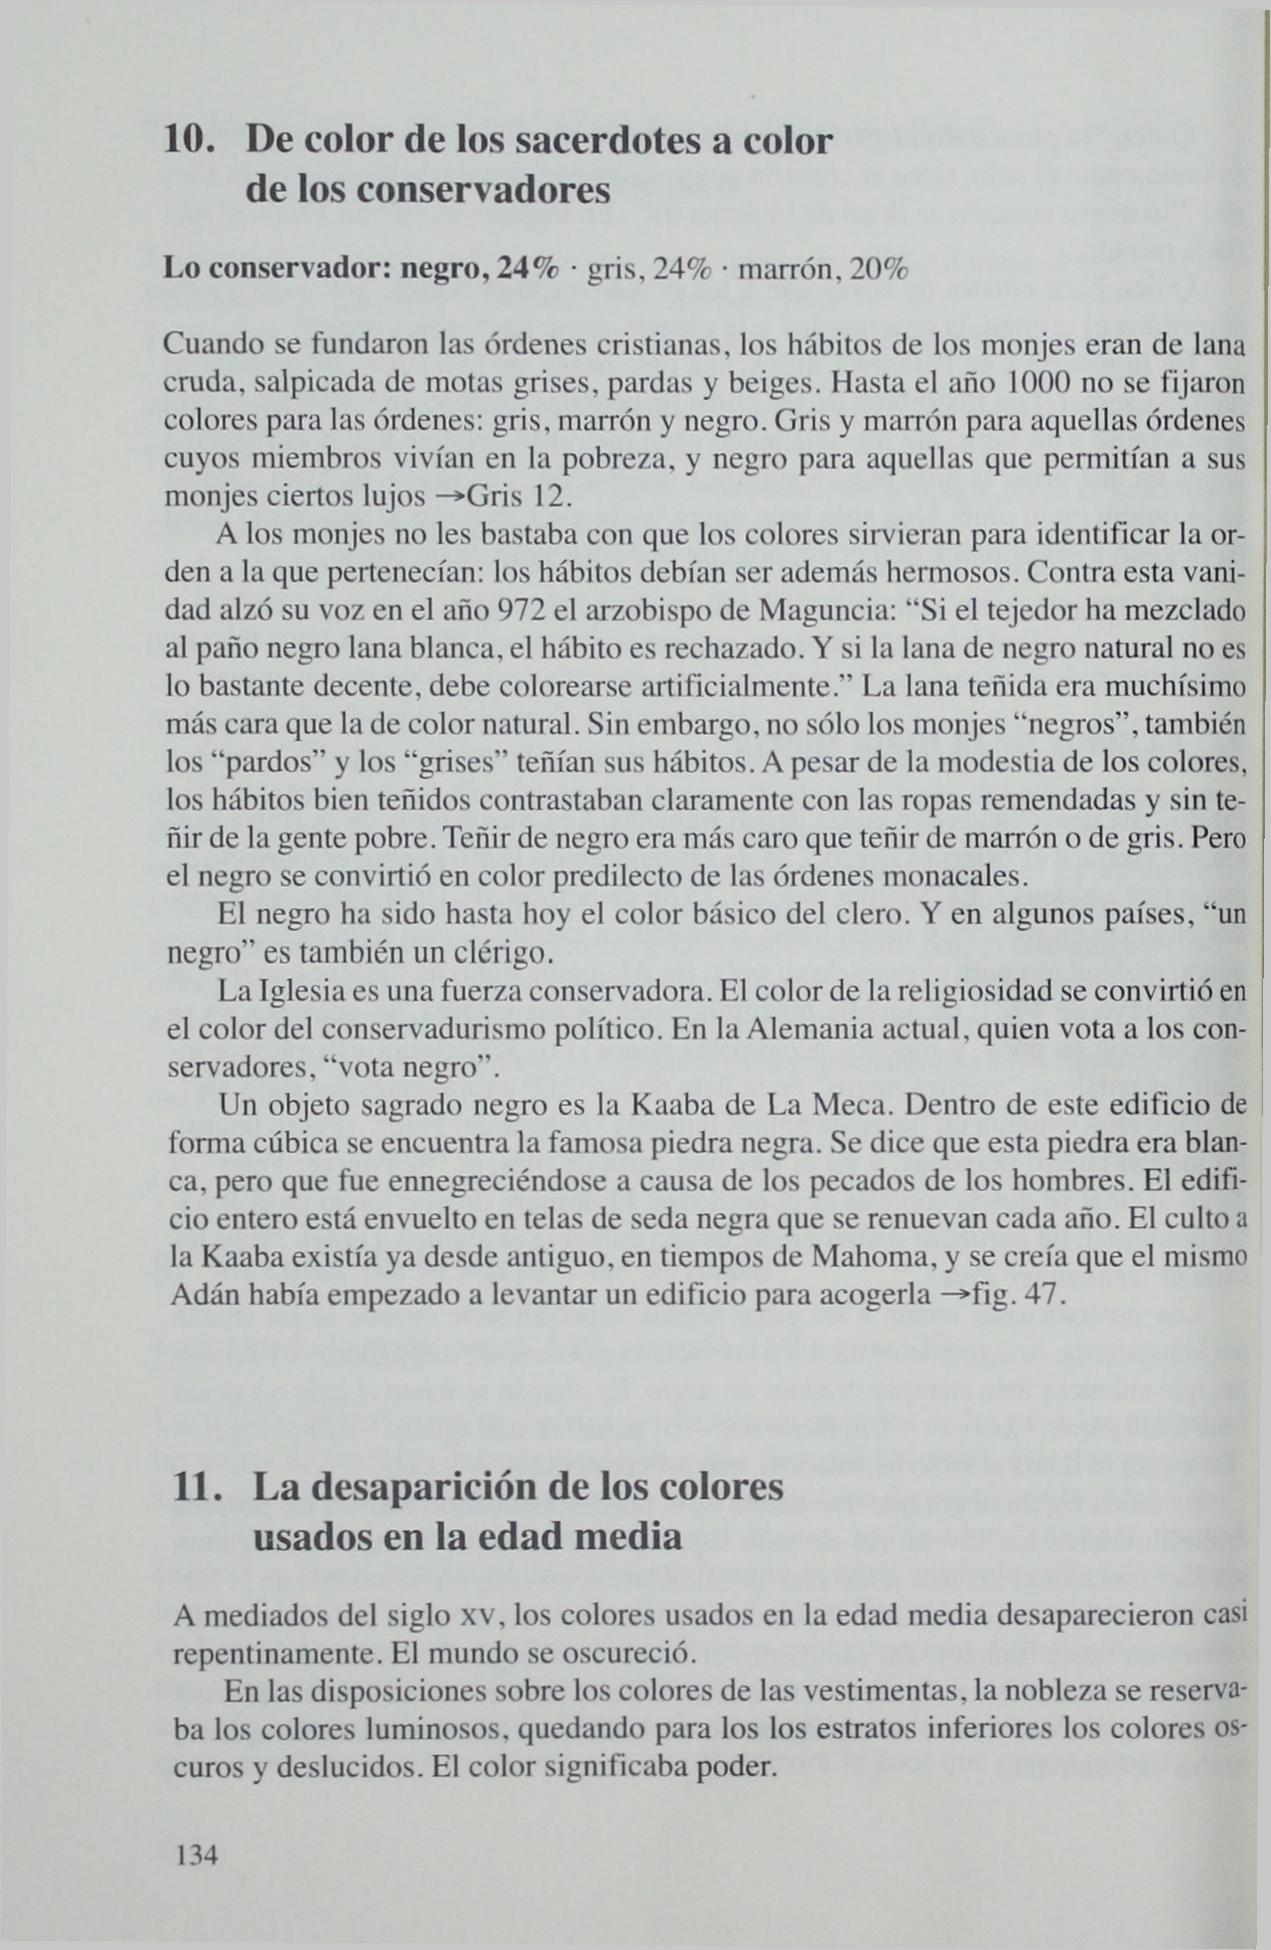 10. De color de los sacerdotes a color
de los conservadores
Lo conservador: negro, 24% · gris, 24% · marrón, 20%
Cuando se fundaron las órdenes cristianas, los hábitos de los monjes eran de lana
cruda, salpicada de motas grises, pardas y beiges. Hasta el año 1000 no se fijaron
colores para las órdenes: gris, marrón y negro. Gris y marrón para aquellas órdenes
cuyos miembros vivían en la pobreza, y negro para aquellas que permitían a sus
monjes ciertos lujos →Gris 12.
A los monjes no les bastaba con que los colores sirvieran para identificar la or-
den a la que pertenecían: los hábitos debían ser además hermosos. Contra esta vani-
dad alzó su voz en el año 972 el arzobispo de Maguncia: “Si el tejedor ha mezclado
al paño negro lana blanca, el hábito es rechazado. Y si la lana de negro natural no es
lo bastante decente, debe colorearse artificialmente.” La lana teñida era muchísimo
más cara que la de color natural. Sin embargo, no sólo los monjes “negros”, también
los “pardos” y los “grises” teñían sus hábitos. A pesar de la modestia de los colores,
los hábitos bien teñidos contrastaban claramente con las ropas remendadas y sin te-
ñir de la gente pobre. Teñir de negro era más caro que teñir de marrón o de gris. Pero
el negro se convirtió en color predilecto de las órdenes monacales.
El negro ha sido hasta hoy el color básico del clero. Y en algunos países, “un
negro” es también un clérigo.
La Iglesia es una fuerza conservadora. El color de la religiosidad se convirtió en
el color del conservadurismo político. En la Alemania actual, quien vota a los con-
servadores, “vota negro”.
Un objeto sagrado negro es la Kaaba de La Meca. Dentro de este edificio de
forma cúbica se encuentra la famosa piedra negra. Se dice que esta piedra era blan-
ca, pero que fue ennegreciéndose a causa de los pecados de los hombres. El edifi-
cio entero está envuelto en telas de seda negra que se renuevan cada año. El culto a
la Kaaba existía ya desde antiguo, en tiempos de Mahoma, y se creía que el mismo
Adán había empezado a levantar un edificio para acogerla →fig. 47.
11. La desaparición de los colores
usados en la edad media
A mediados del siglo XV, los colores usados en la edad media desaparecieron casi
repentinamente. El mundo se oscureció.
En las disposiciones sobre los colores de las vestimentas, la nobleza se reserva-
ba los colores luminosos, quedando para los los estratos inferiores los colores os-
curos y deslucidos. El color significaba poder.
134